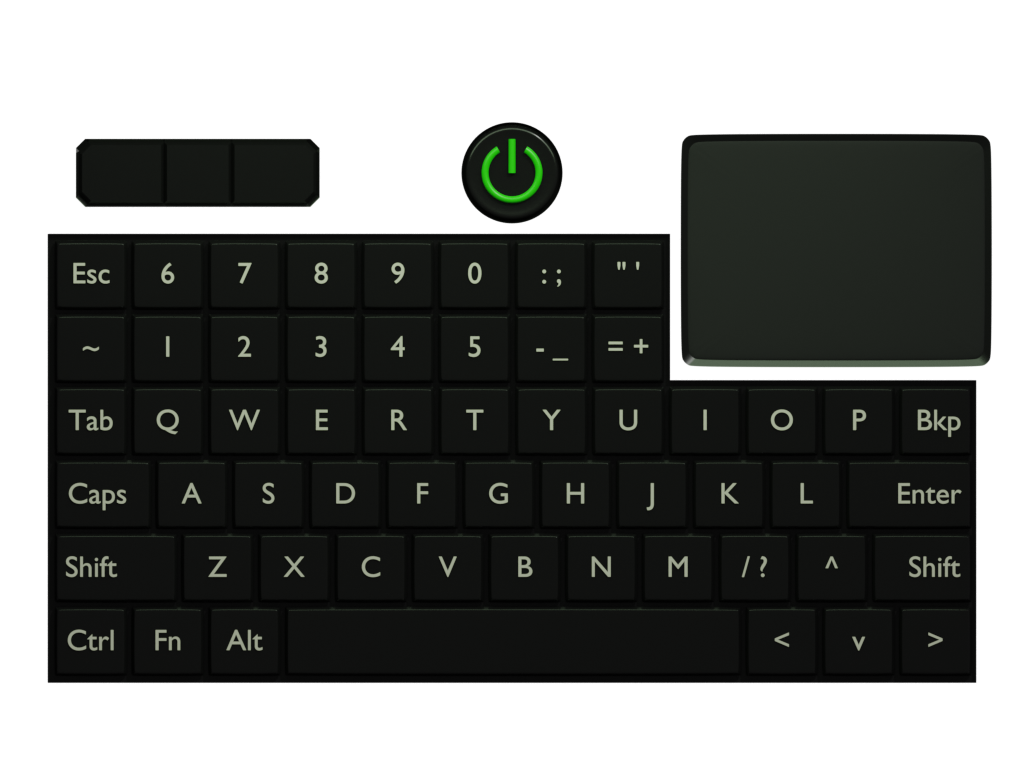 Esc 6 7 8 9 0 : ; " '
~ 1 2 3 4 5 - _ = +
Tab Q W E R T Y U I O P Bkp
Caps A S D F G H J K L Enter
Shift Z X C V B N M / ? ^ Shift
Ctrl Fn Alt < v >